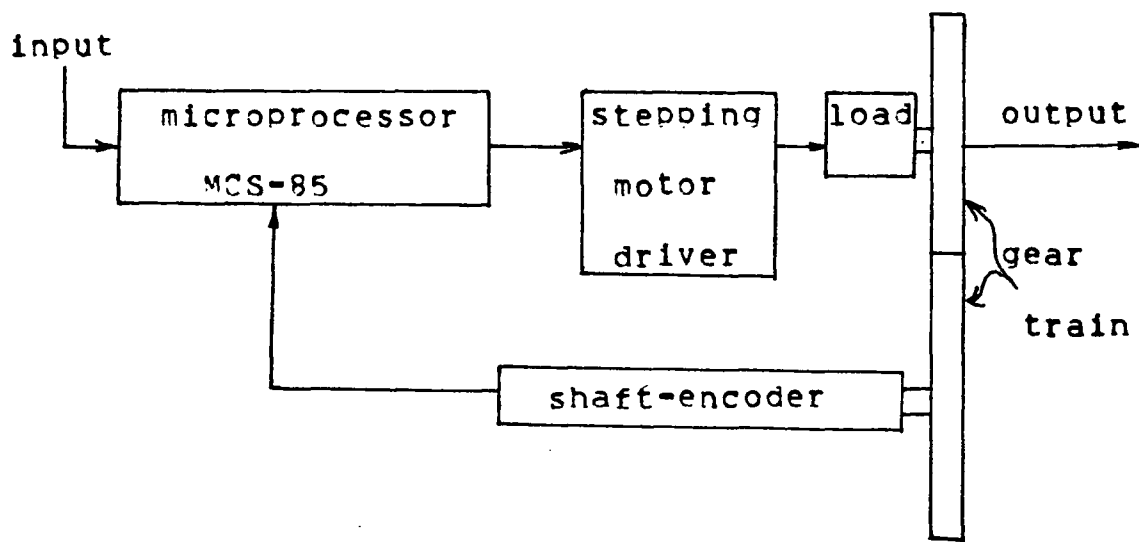 input
microprocessor
MCS-85
stepping
motor
driver
load
output
gear
train
shaft-encoder